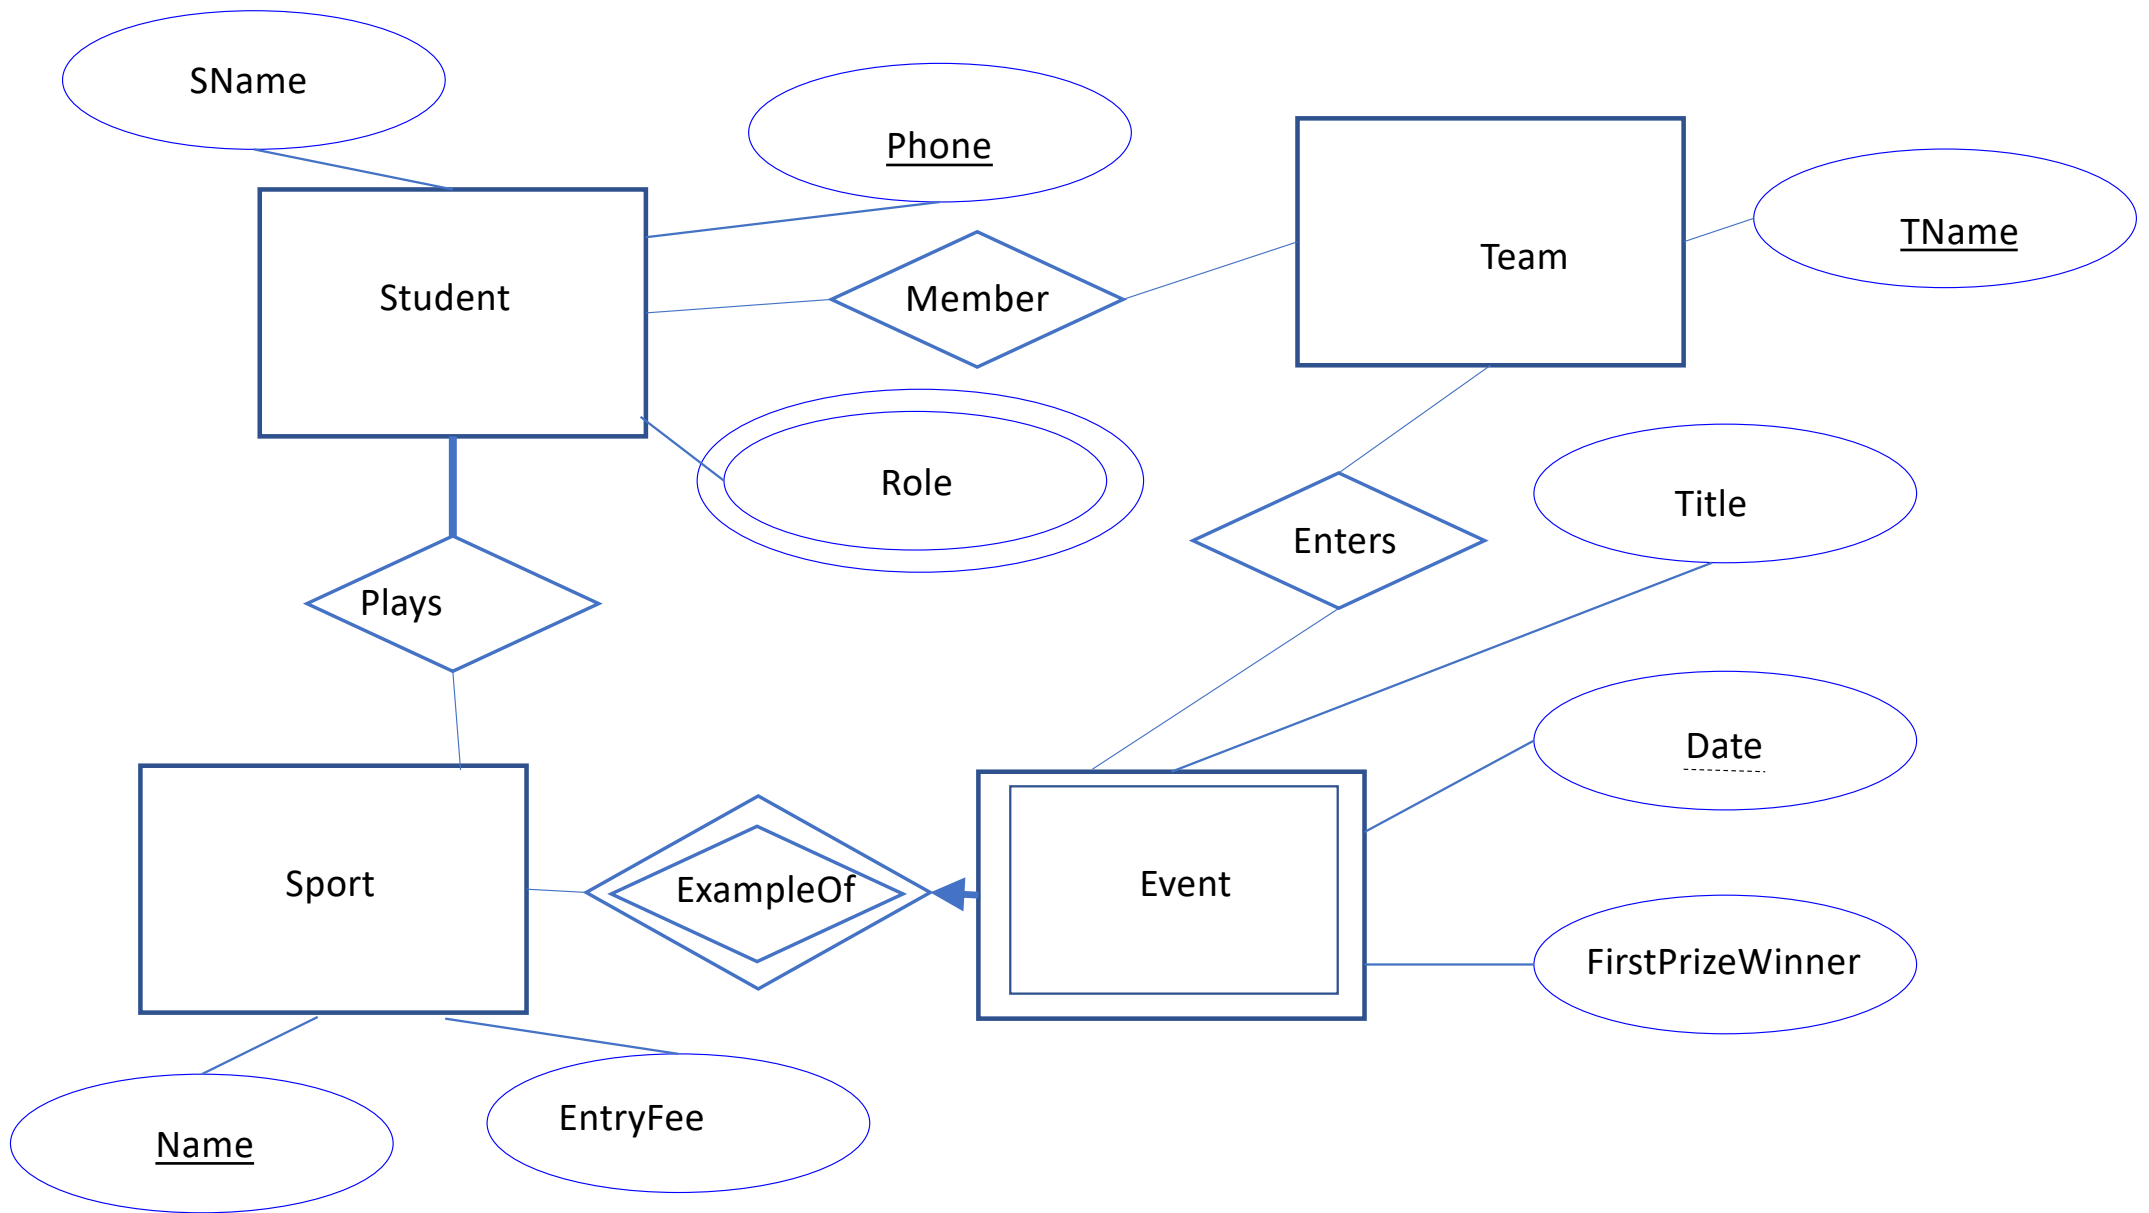 SName
Phone
TName
Team
Student
Member
Role
Title
Enters
Plays
Date
Sport
ExampleOf
Event
FirstPrizeWinner
EntryFee
Name